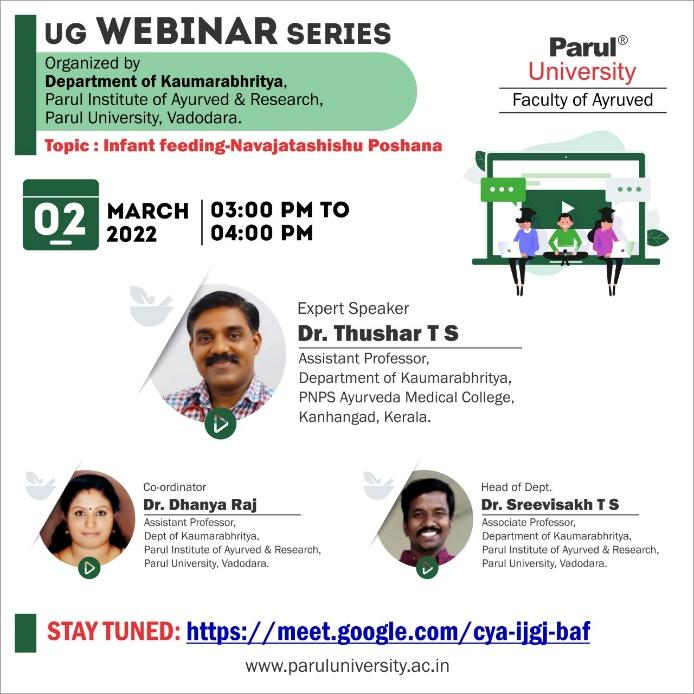 UG WEBINAR SERIES
Organized by
Department of Kaumarabhritya,
Parul Institute of Ayurved & Research,
Parul University, Vadodara.
Topic : Infant feeding-Navajatashishu Poshana
Parul®
University
Faculty of Ayruved
02
MARCH
2022
03:00 PM TO
04:00 PM
Expert Speaker
Dr. Thushar T S
Assistant Professor,
Department of Kaumarabhritya,
PNPS Ayurveda Medical College,
Kanhangad, Kerala.
Co-ordinator
Dr. Dhanya Raj
Assistant Professor,
Dept of Kaumarabhritya,
Parul Institute of Ayurved & Research,
Parul University, Vadodara.
Head of Dept.
Dr. Sreevisakh T S
Associate Professor,
Department of Kaumarabhritya,
Parul Institute of Ayurved & Research,
Parul University, Vadodara.
STAY TUNED: https://meet.google.com/cya-ijgj-baf
www.paruluniversity.ac.in